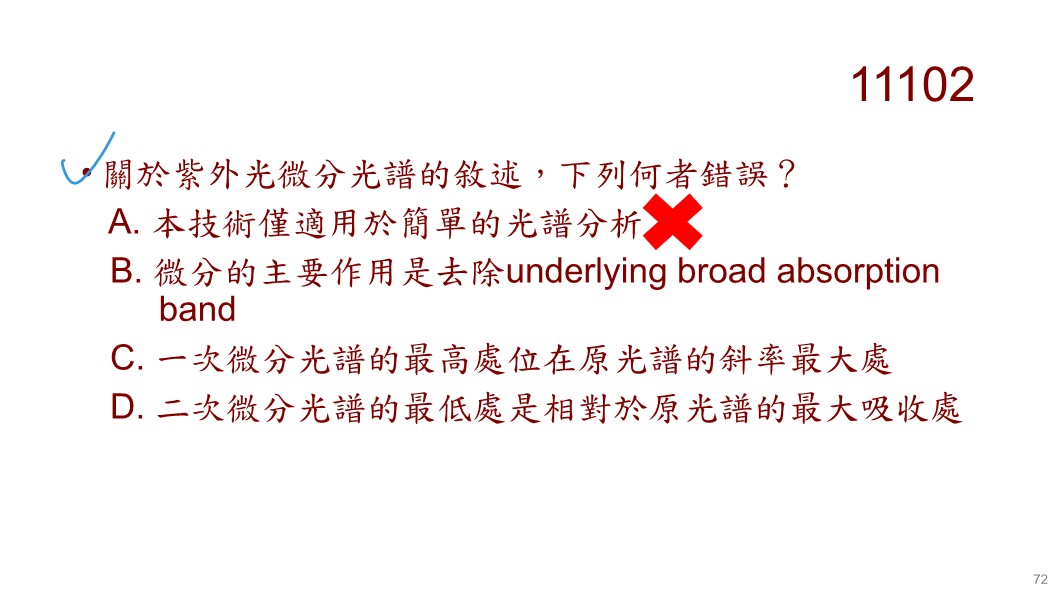 11102
• 關於紫外光微分光譜的敘述，下列何者錯誤？
A. 本技術僅適用於簡單的光譜分析
B. 微分的主要作用是去除underlying broad absorption
band
C. 一次微分光譜的最高處位在原光譜的斜率最大處
D. 二次微分光譜的最低處是相對於原光譜的最大吸收處
72